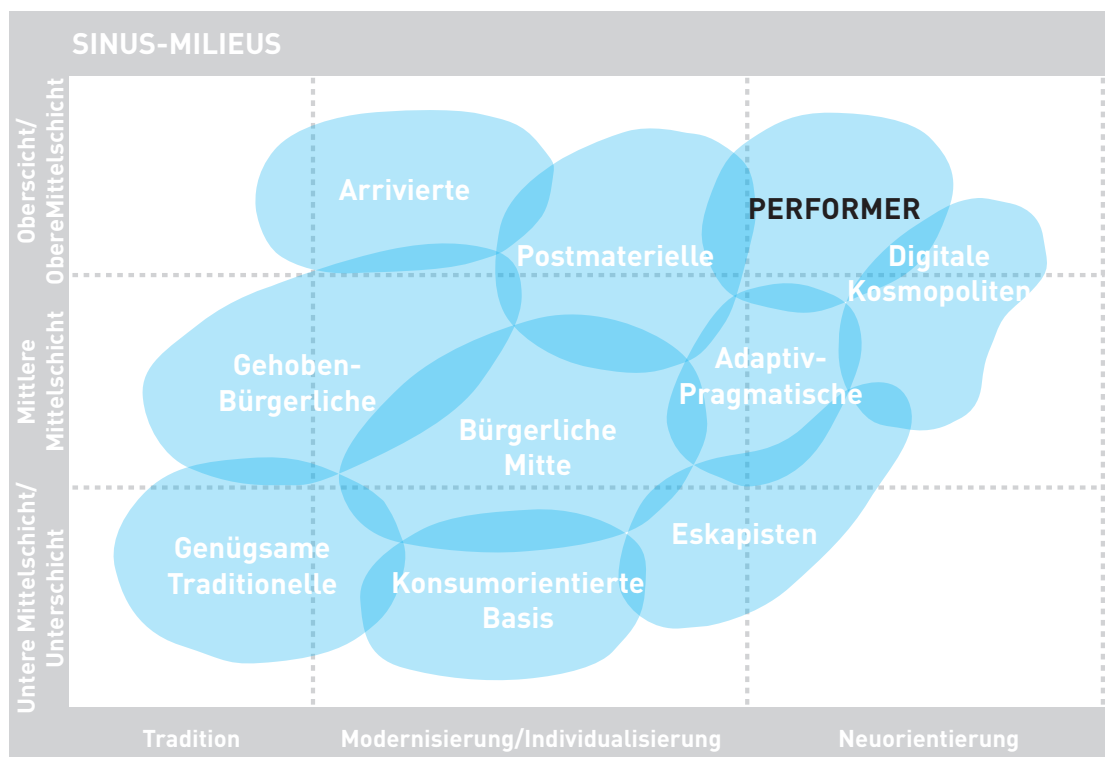 SINUS-MILIEUS
Oberscicht/
ObereMittelschicht
Mittlere
Mittelschicht
Untere Mittelschicht/
Unterschicht
Arrivierte
PERFORMER
Postmaterielle
Digitale
Kosmopoliten
Gehoben-
Bürgerliche
Adaptiv-
Pragmatische
Bürgerliche
Mitte
Eskapisten
Genügsame
Traditionelle
Konsumorientierte
Basis
Tradition
Modernisierung/Individualisierung
Neuorientierung